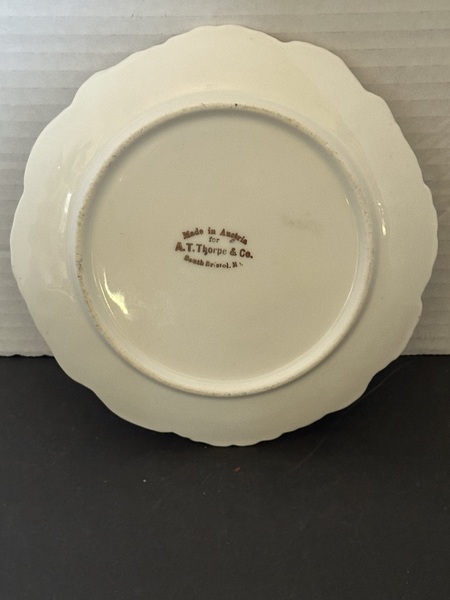 Made in Austria
for
A. T. Thorpe & Co.
South Bristol, M